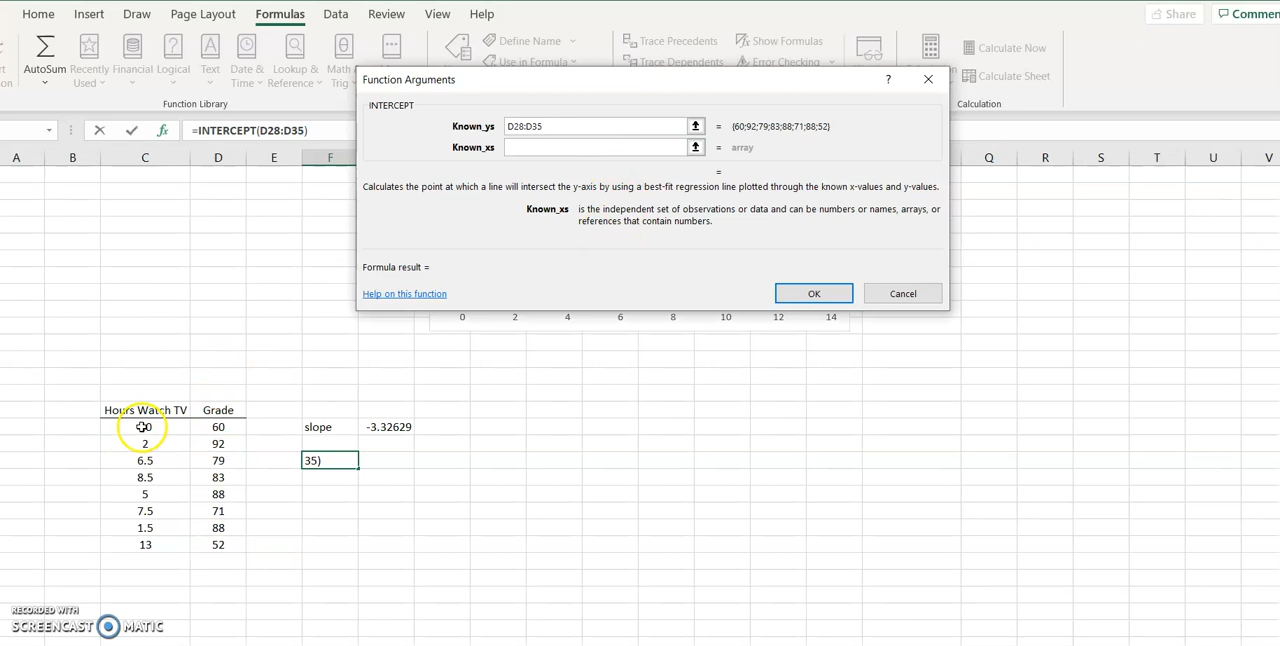 Home Insert Draw Page Layout Formulas Data Review View Help Share Commen
AutoSum Recently Used Financial Logical Text Date & Time Lookup & Reference Math Trig
Function Library
Define Name
Use in Formula
Trace Precedents
Trace Dependents
Show Formulas
Error Checking
Calculate Now
Calculate Sheet
Calculation
fx =INTERCEPT(D28:D35)
Function Arguments ?
INTERCEPT
Known_ys D28:D35 = {60;92;79;83;88;71;88;52}
Known_xs = array
=
Calculates the point at which a line will intersect the y-axis by using a best-fit regression line plotted through the known x-values and y-values.
Known_xs is the independent set of observations or data and can be numbers or names, arrays, or
references that contain numbers.
Formula result =
Help on this function OK Cancel
A B C D E F Q R S T U V
0 2 4 6 8 10 12 14
Hours Watch TV Grade
60 slope -3.32629
2 92
6.5 79 35)
8.5 83
5 88
7.5 71
1.5 88
13 52
RECORDED WITH
SCREENCAST MATIC